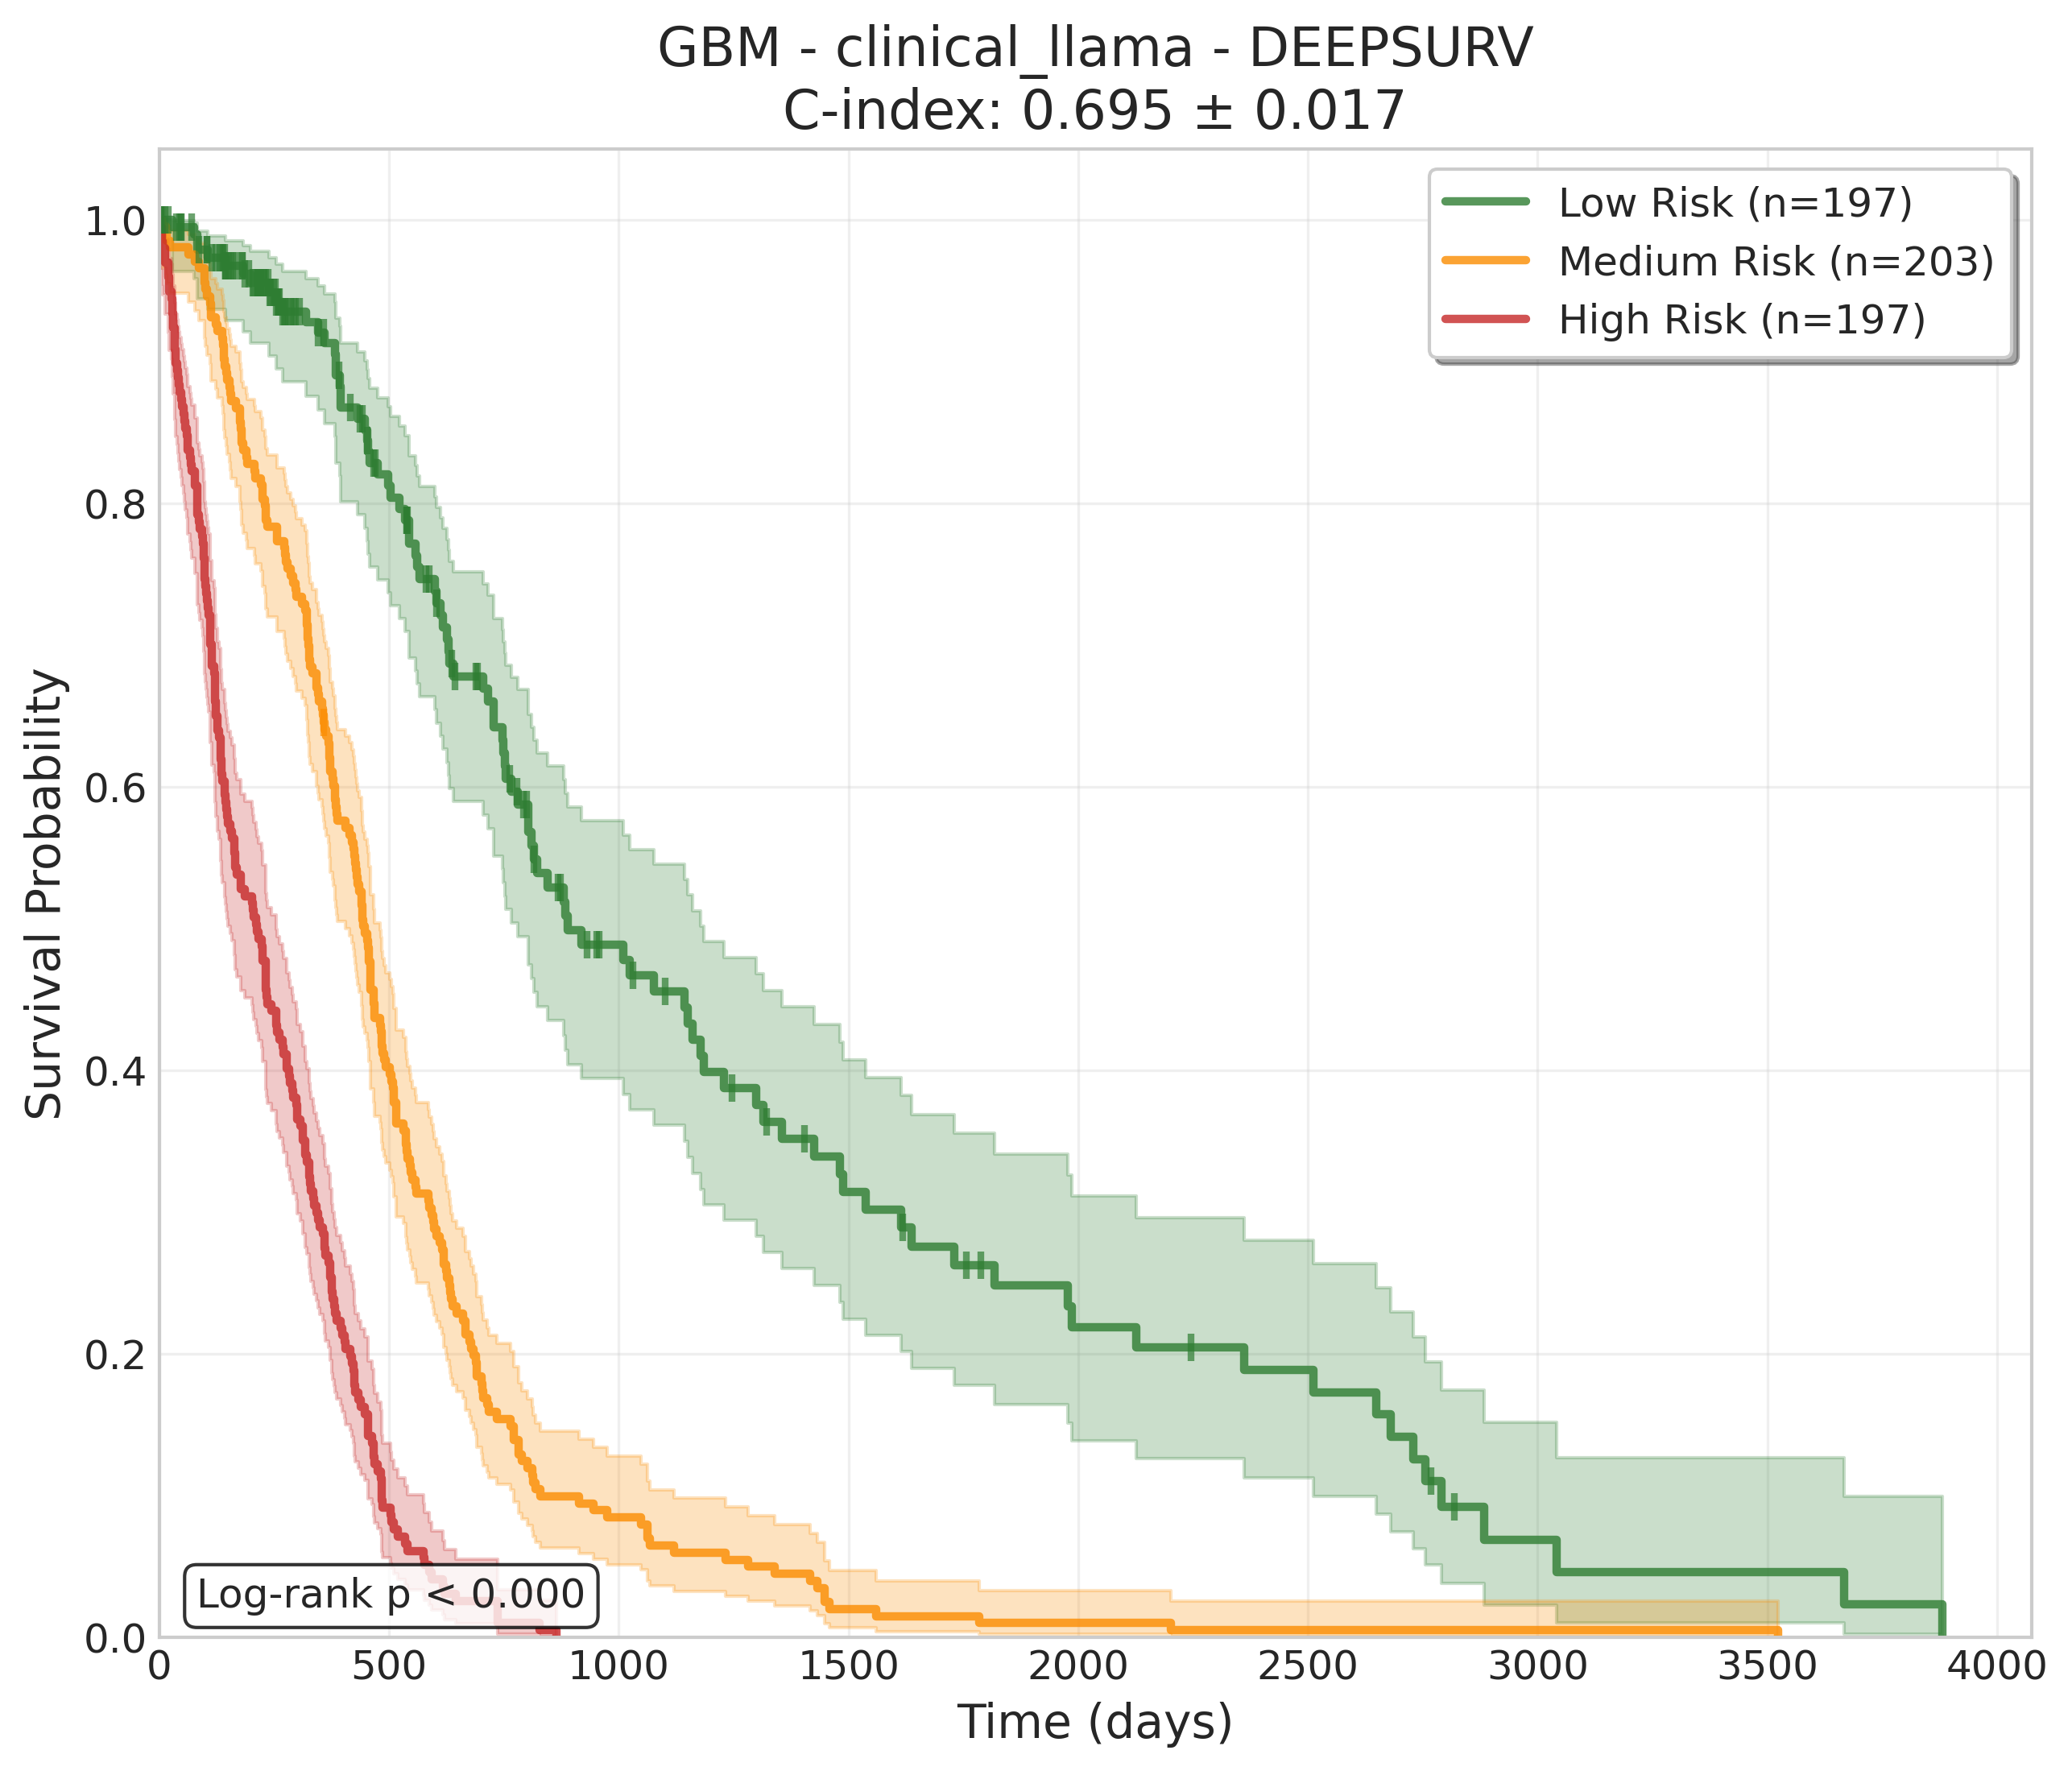 GBM - clinical_llama - DEEPSURV
C-index: 0.695 ± 0.017
Low Risk (n=197)
Medium Risk (n=203)
High Risk (n=197)
Survival Probability
1.0
0.8
0.6
0.4
0.2
0.0
Log-rank p < 0.000
0 500 1000 1500 2000 2500 3000 3500 4000
Time (days)